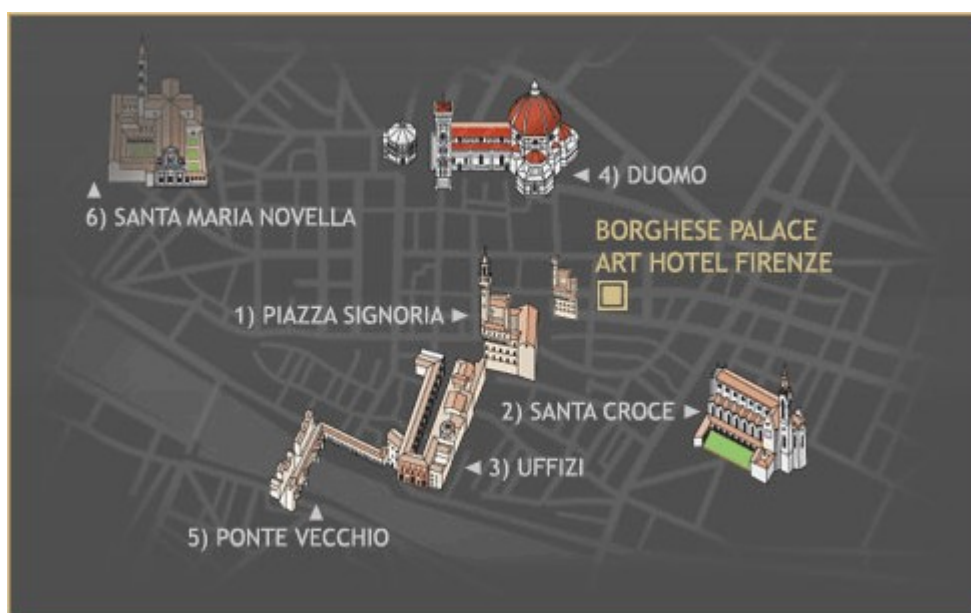 4) DUOMO
6) SANTA MARIA NOVELLA
BORGHESE PALACE
ART HOTEL FIRENZE
1) PIAZZA SIGNORIA
2) SANTA CROCE
3) UFFIZI
5) PONTE VECCHIO